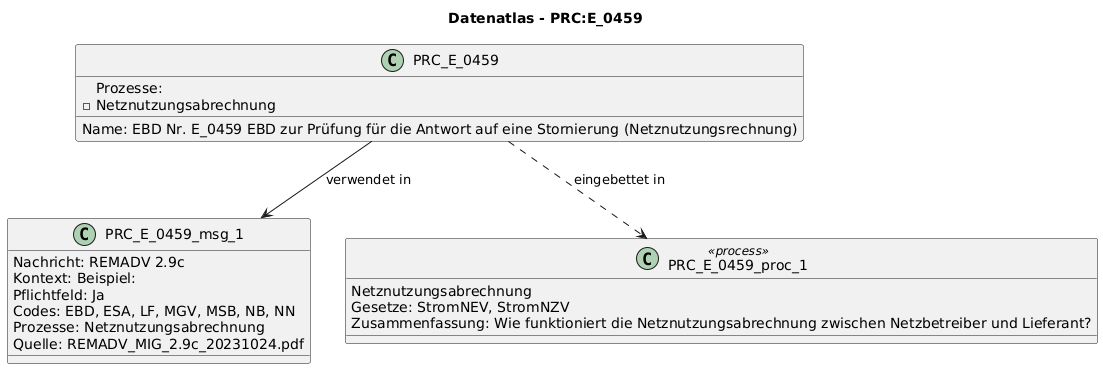 Datenatlas - PRC:E_0459
C PRC_E_0459
Prozesse:
Netznutzungsabrechnung
Name: EBD Nr. E_0459 EBD zur Prüfung für die Antwort auf eine Stornierung (Netznutzungsrechnung)
verwendet in
eingebettet in
C PRC_E_0459_msg_1
Nachricht: REMADV 2.9c
Kontext: Beispiel:
Pflichtfeld: Ja
Codes: EBD, ESA, LF, MGV, MSB, NB, NN
Prozesse: Netznutzungsabrechnung
Quelle: REMADV_MIG_2.9c_20231024.pdf
«process»
C PRC_E_0459_proc_1
Netznutzungsabrechnung
Gesetze: StromNEV, StromNZV
Zusammenfassung: Wie funktioniert die Netznutzungsabrechnung zwischen Netzbetreiber und Lieferant?